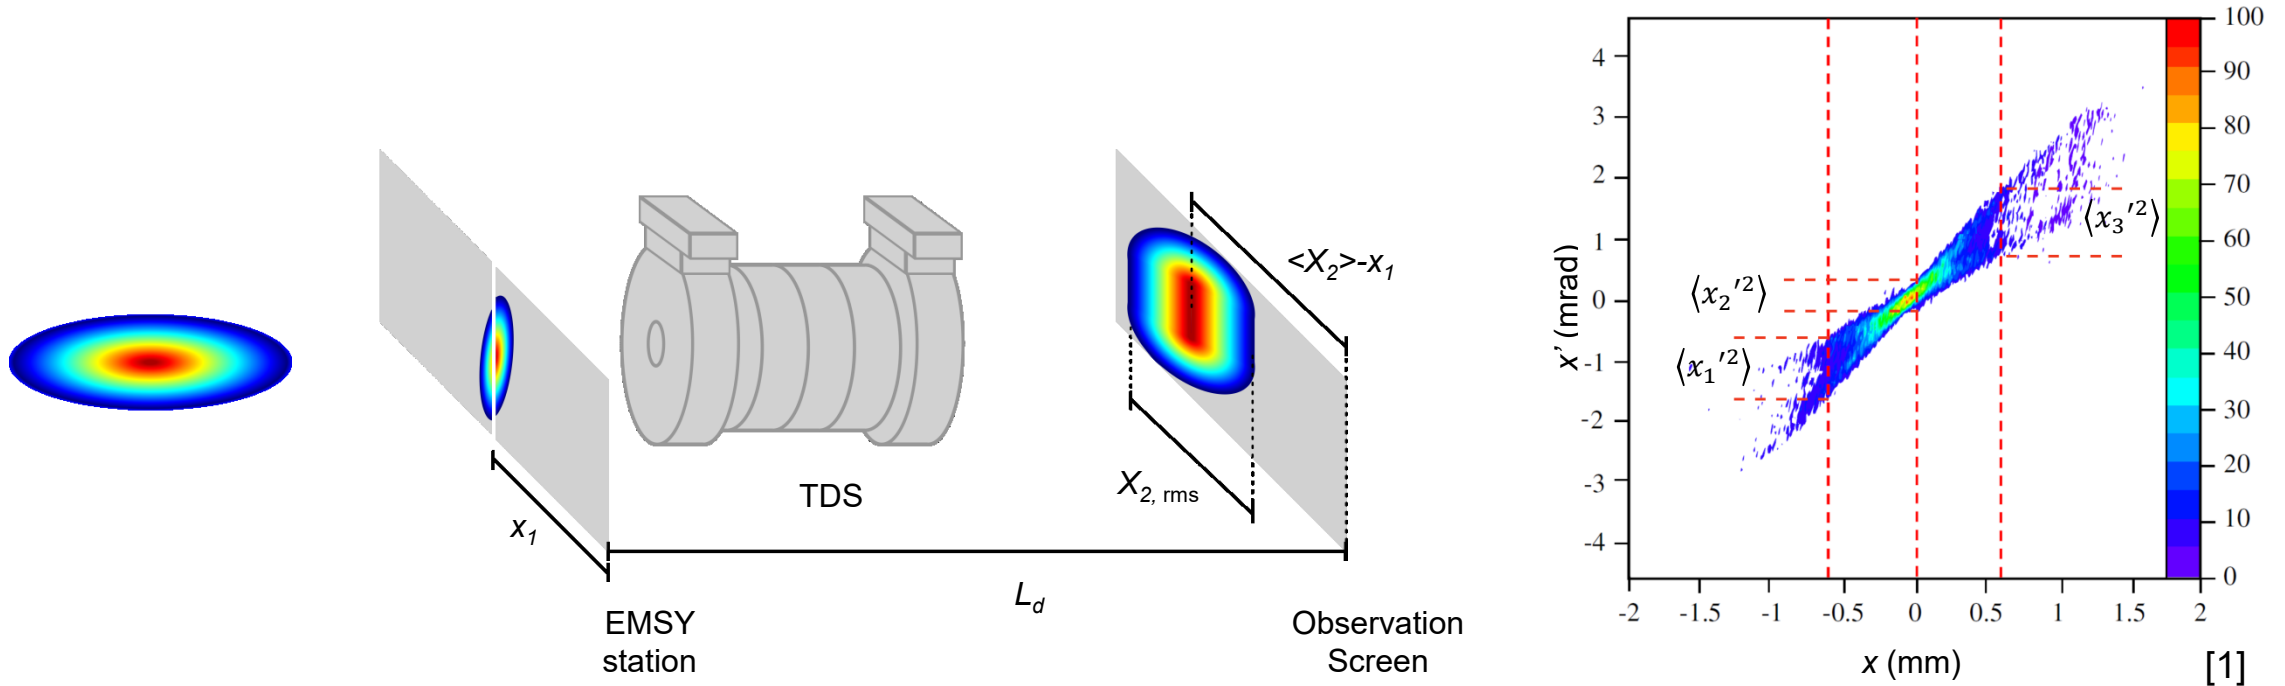 x₁
EMSY
station
TDS
L_d
X₂, rms
<X₂>-x₁
Observation
Screen
x' (mrad)
4
3
2
1
0
-1
-2
-3
-4
⟨x₁′²⟩
⟨x₂′²⟩
⟨x₃′²⟩
-2
-1.5
-1
-0.5
0
0.5
1
1.5
2
x (mm)
100
90
80
70
60
50
40
30
20
10
0
[1]